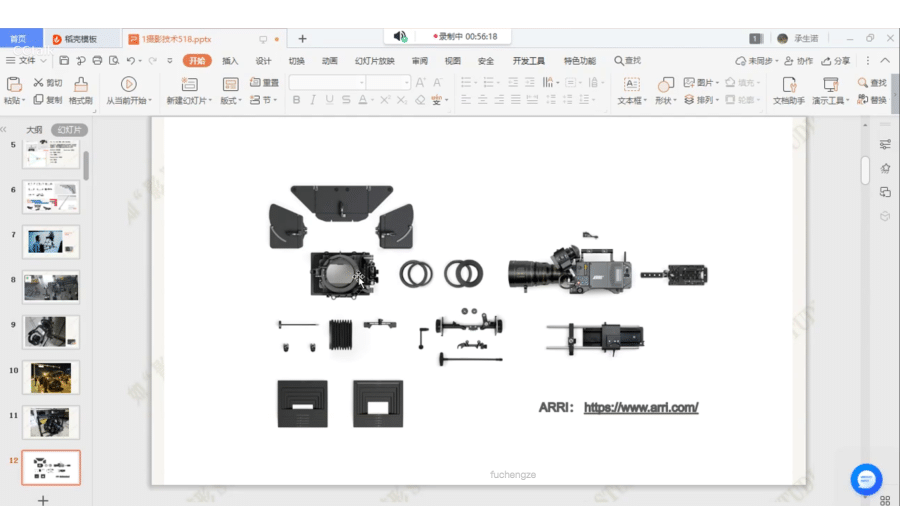 首页
稻壳模板
1摄影技术518.pptx
录制中 00:56:18
1
承生诺
文件
开始
插入
设计
切换
动画
幻灯片放映
审阅
视图
安全
开发工具
特色功能
查找
未同步
协作
分享
粘贴
剪切
复制
格式刷
从当前开始
新建幻灯片
版式
重置
节
B I U S A X² X₂
文本框
形状
图片
排列
填充
轮廓
文档助手
演示工具
查找
替换
大纲
幻灯片
5
6
7
8
9
10
11
12
ARRI： https://www.arri.com/
fuchengze